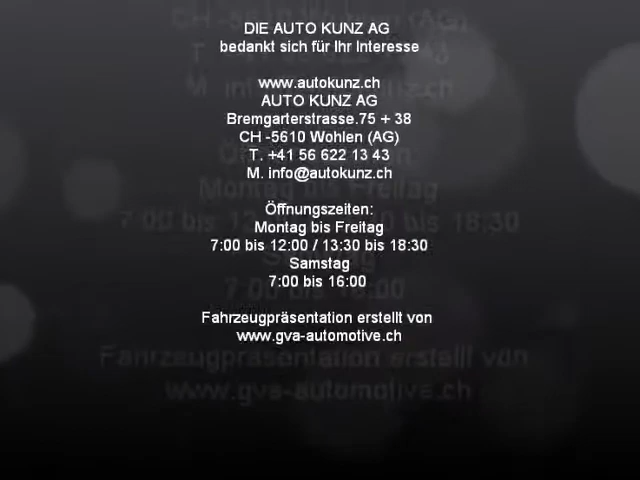 DIE AUTO KUNZ AG
bedankt sich für Ihr Interesse
www.autokunz.ch
AUTO KUNZ AG
Bremgarterstrasse.75 + 38
CH -5610 Wohlen (AG)
T. +41 56 622 13 43
M. info@autokunz.ch
Öffnungszeiten:
Montag bis Freitag
7:00 bis 12:00 / 13:30 bis 18:30
Samstag
7:00 bis 16:00
Fahrzeugpräsentation erstellt von
www.gva-automotive.ch